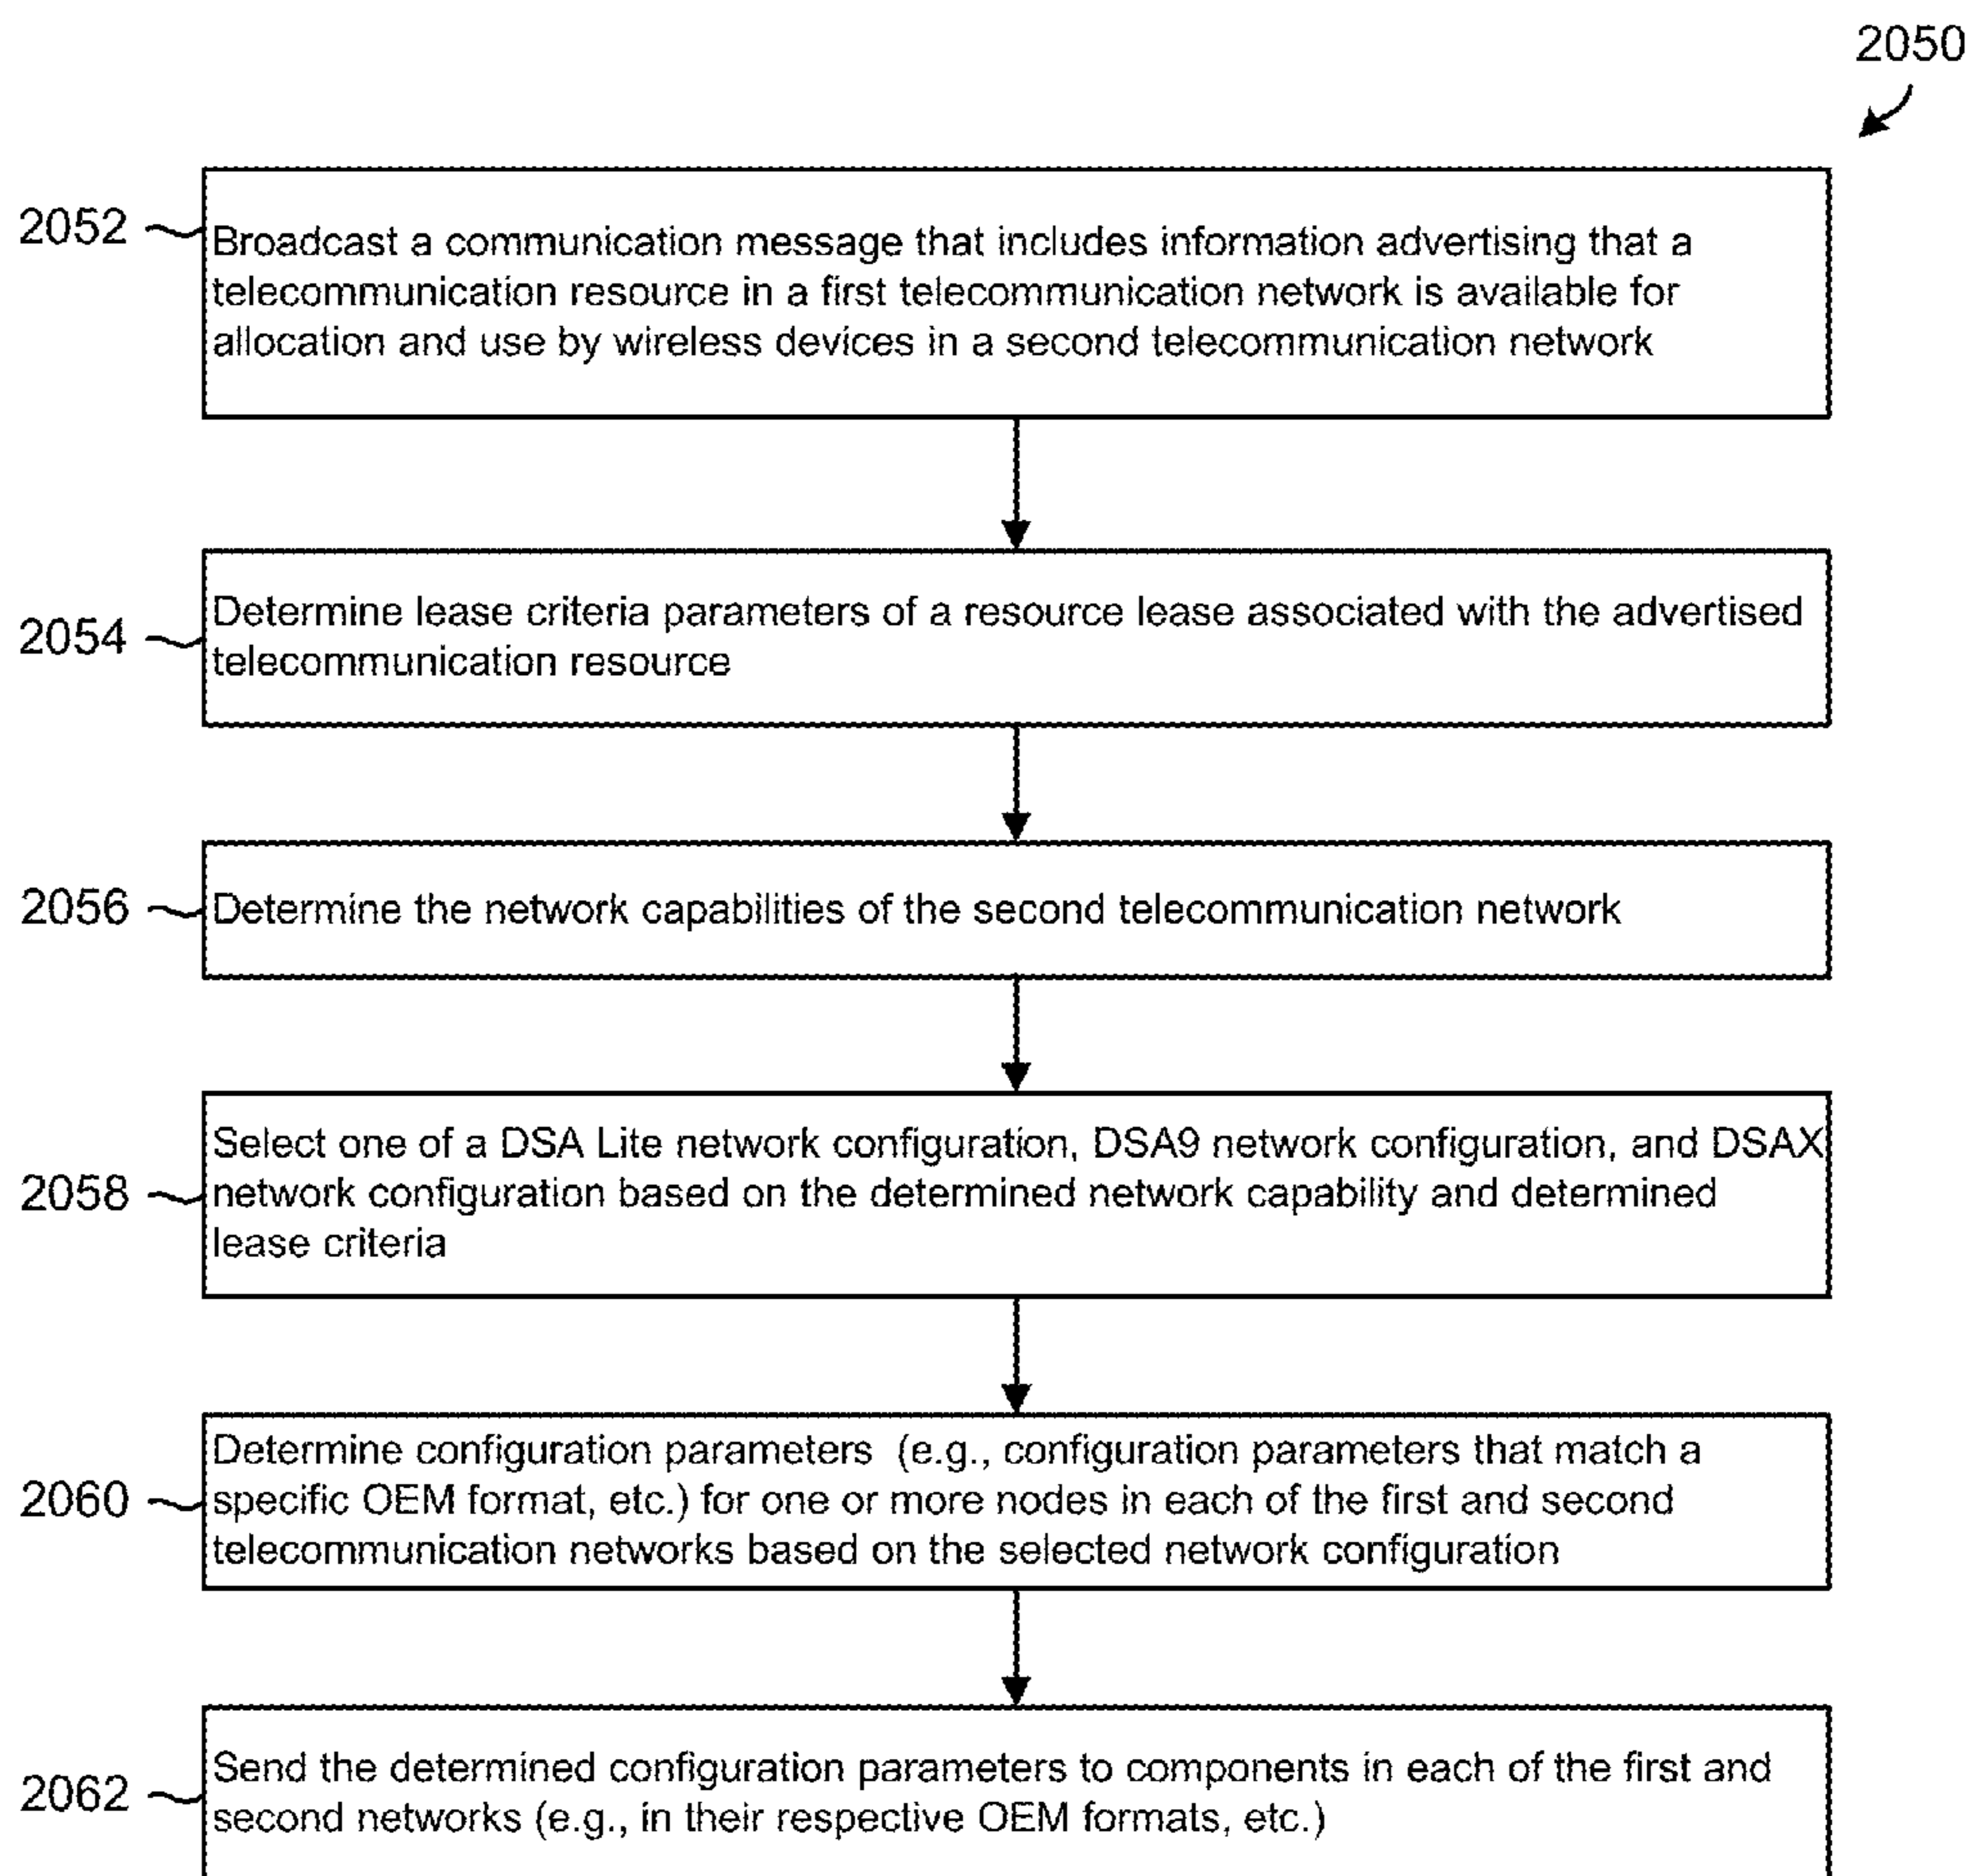 2050
2052
Broadcast a communication message that includes information advertising that a
telecommunication resource in a first telecommunication network is available for
allocation and use by wireless devices in a second telecommunication network
2054
Determine lease criteria parameters of a resource lease associated with the advertised
telecommunication resource
2056
Determine the network capabilities of the second telecommunication network
2058
Select one of a DSA Lite network configuration, DSA9 network configuration, and DSAX
network configuration based on the determined network capability and determined
lease criteria
2060
Determine configuration parameters (e.g., configuration parameters that match a
specific OEM format, etc.) for one or more nodes in each of the first and second
telecommunication networks based on the selected network configuration
2062
Send the determined configuration parameters to components in each of the first and
second networks (e.g., in their respective OEM formats, etc.)